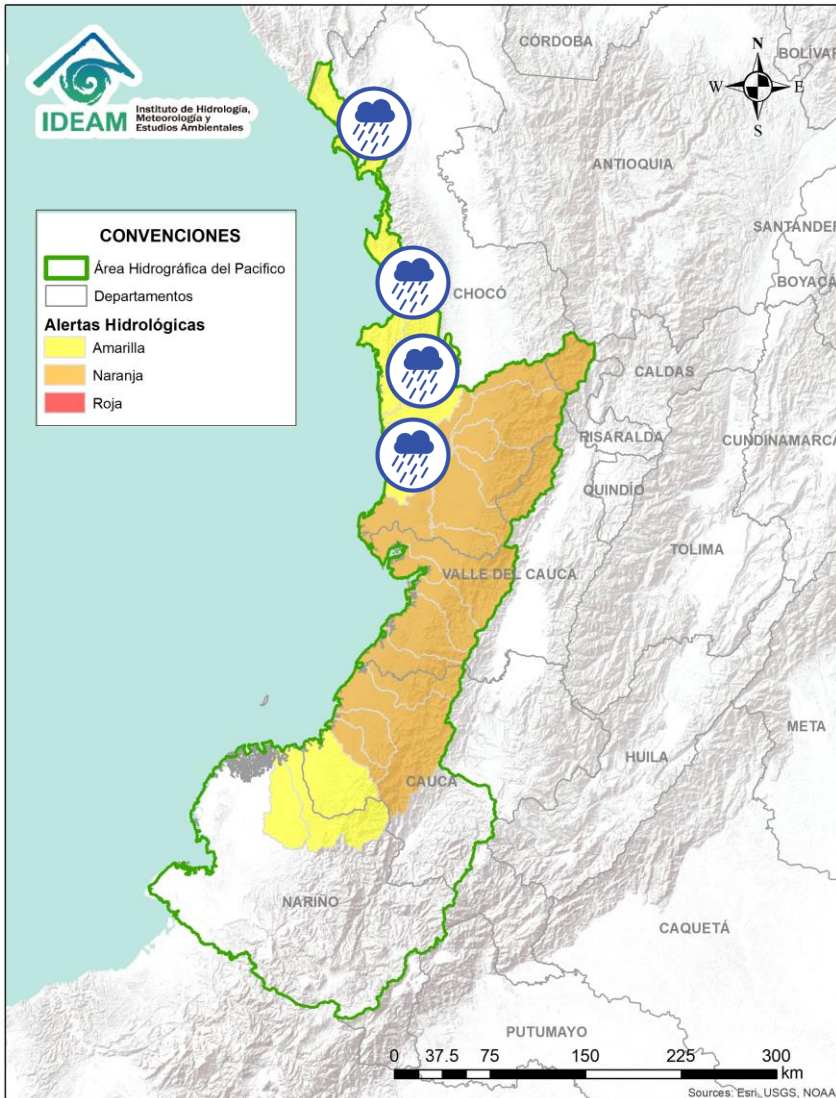 CÓRDOBA
BOLÍVAR
N
W E
S
IDEAM
Instituto de Hidrología,
Meteorología y
Estudios Ambientales
ANTIOQUIA
CONVENCIONES
Área Hidrográfica del Pacifico
Departamentos
Alertas Hidrológicas
Amarilla
Naranja
Roja
SANTANDER
BOYACÁ
CHOCÓ
CALDAS
RISARALDA
CUNDINAMARCA
QUINDÍO
TOLIMA
VALLE DEL CAUCA
META
HUILA
CAUCA
NARIÑO
CAQUETÁ
PUTUMAYO
0 37.5 75 150 225 300
km
Sources: Esri, USGS, NOAA